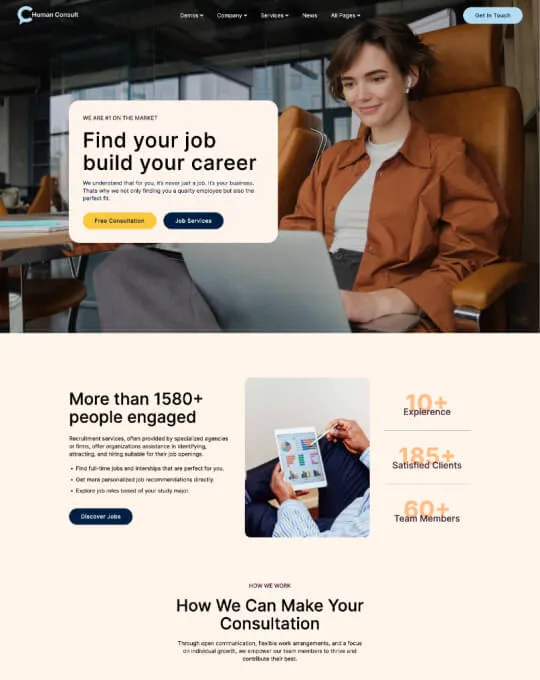 Human Consult
Demos
Company
Services
News
All Pages
Get In Touch
WE ARE #1 ON THE MARKET
Find your job
build your career
We understand that for you, it's never just a job, it's your business.
Thats why we not only finding you a quality employee but also the
perfect fit.
Free Consultation
Job Services
More than 1580+
people engaged
Recruitment services, often provided by specialized agencies
or firms, offer organizations assistance in identifying,
attracting, and hiring suitable for their job openings.
• Find full-time jobs and interships that are perfect for you.
• Get more personalized job recommendations directly.
• Explore job roles based of your study major.
Discover Jobs
10+
Expierence
185+
Satisfied Clients
60+
Team Members
HOW WE WORK
How We Can Make Your
Consultation
Through open communication, flexible work arrangements, and a focus
on individual growth, we empower our team members to thrive and
contribute their best.